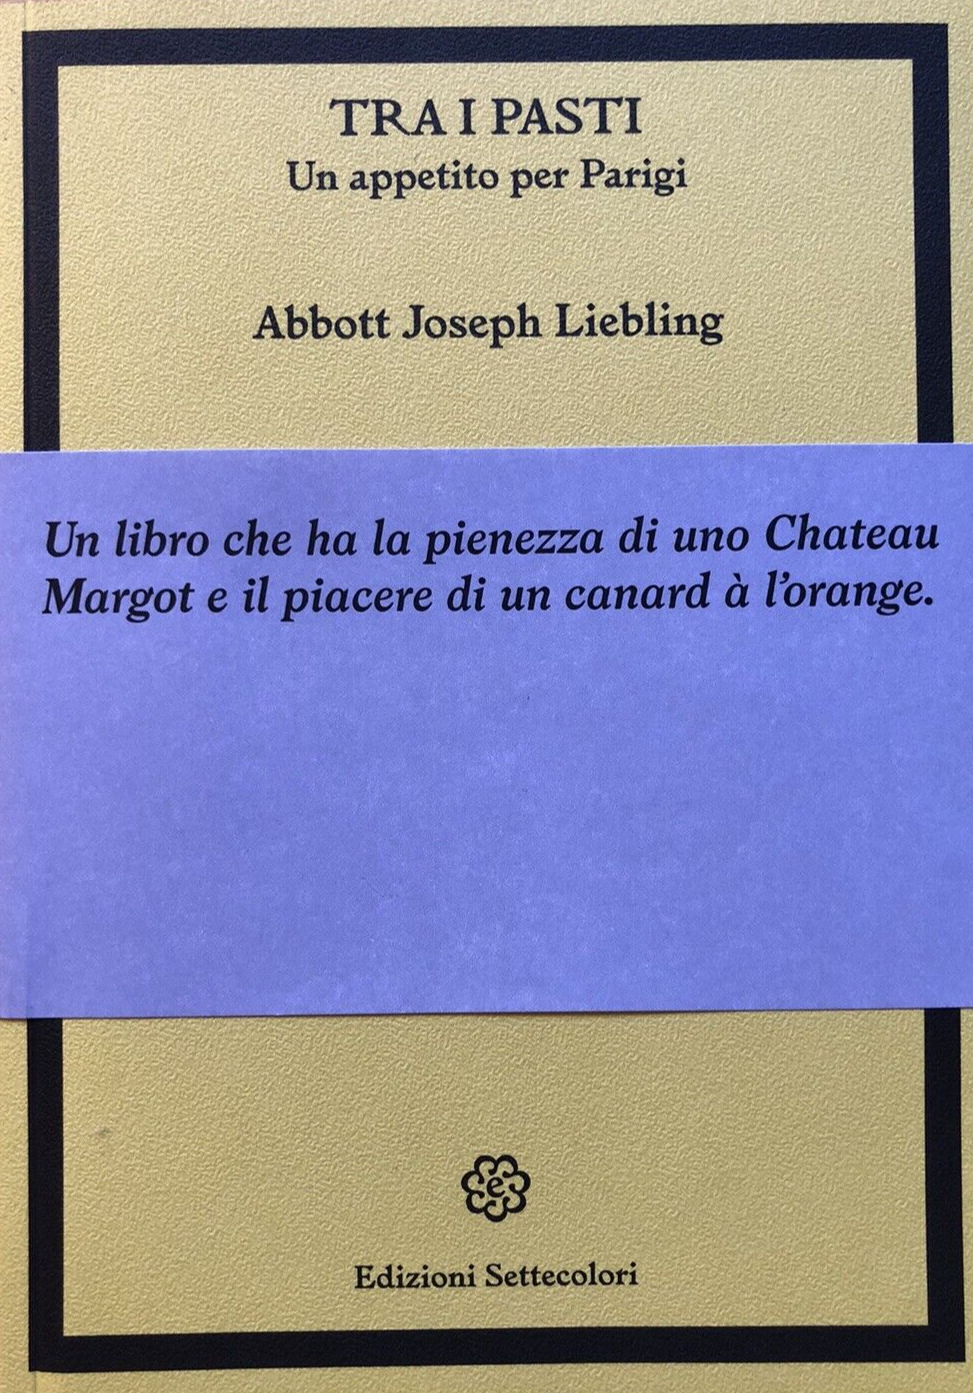 TRA I PASTI
Un appetito per Parigi
Abbott Joseph Liebling
Un libro che ha la pienezza di uno Chateau
Margot e il piacere di un canard à l'orange.
e
Edizioni Settecolori